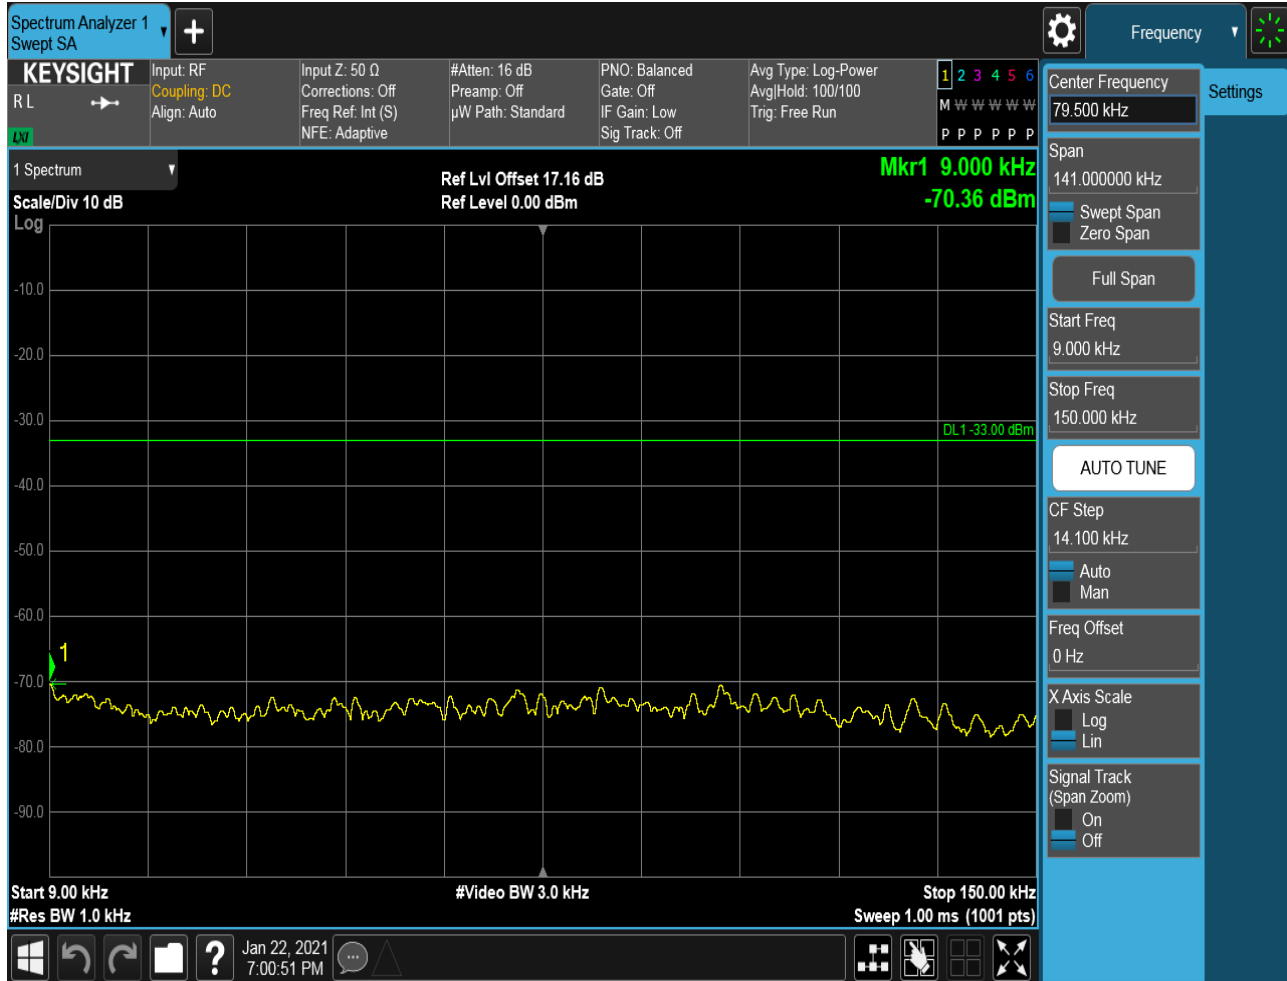 Spectrum Analyzer 1
Swept SA
+
Frequency
KEYSIGHT
R L
LXI
Input: RF
Coupling: DC
Align: Auto
Input Z: 50 Ω
Corrections: Off
Freq Ref: Int (S)
NFE: Adaptive
#Atten: 16 dB
Preamp: Off
µW Path: Standard
PNO: Balanced
Gate: Off
IF Gain: Low
Sig Track: Off
Avg Type: Log-Power
Avg|Hold: 100/100
Trig: Free Run
1 2 3 4 5 6
M W W W W W
P P P P P P
1 Spectrum
Scale/Div 10 dB
Log
Ref Lvl Offset 17.16 dB
Ref Level 0.00 dBm
Mkr1 9.000 kHz
-70.36 dBm
-10.0
-20.0
-30.0
DL1 -33.00 dBm
-40.0
-50.0
-60.0
1
-70.0
-80.0
-90.0
Start 9.00 kHz
#Video BW 3.0 kHz
Stop 150.00 kHz
#Res BW 1.0 kHz
Sweep 1.00 ms (1001 pts)
?
Jan 22, 2021
7:00:51 PM
Center Frequency
79.500 kHz
Settings
Span
141.000000 kHz
Swept Span
Zero Span
Full Span
Start Freq
9.000 kHz
Stop Freq
150.000 kHz
AUTO TUNE
CF Step
14.100 kHz
Auto
Man
Freq Offset
0 Hz
X Axis Scale
Log
Lin
Signal Track
(Span Zoom)
On
Off